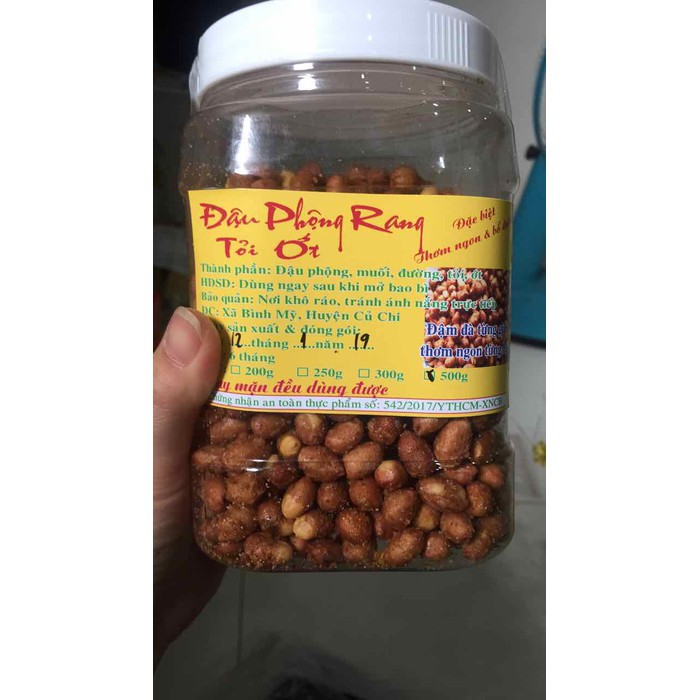 Đậu Phộng Rang
Tỏi Ớt
Đặc biệt
Thơm ngon & bổ
Thành phần: Đậu phộng, muối, đường, tỏi, ớt
HDSD: Dùng ngay sau khi mở bao bì
Bảo quản: Nơi khô ráo, tránh ánh nắng trực tiếp
ĐC: Xã Bình Mỹ, Huyện Củ Chi
sản xuất & đóng gói:
12..tháng 1 năm 19
6 tháng
Đậm đà từng
thơm ngon từng
200g 250g 300g 500g
mặn đều dùng được
nhận an toàn thực phẩm số: 542/2017/YTHCM-XNCB